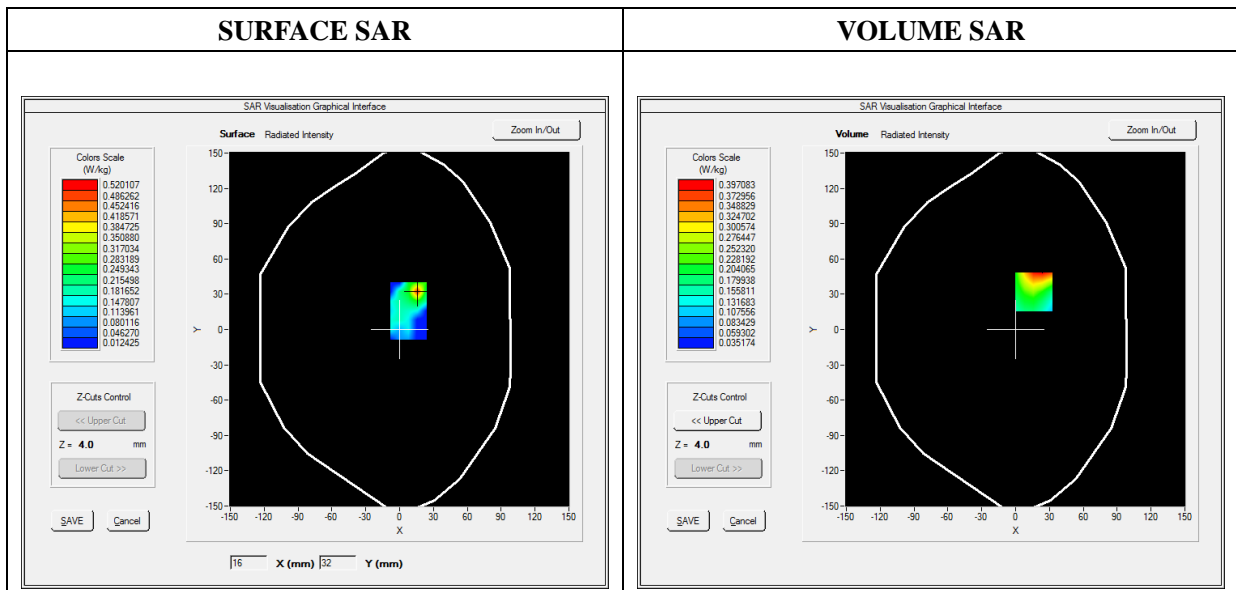 SURFACE SAR
VOLUME SAR
SAR Visualisation Graphical Interface
Surface Radiated Intensity
Zoom In/Out
Colors Scale
(W/kg)
0.520107
0.486262
0.452416
0.418571
0.384725
0.350880
0.317034
0.283189
0.249343
0.215498
0.181652
0.147807
0.113961
0.080116
0.046270
0.012425
Z-Cuts Control
<< Upper Cut
Z = 4.0 mm
Lower Cut >>
SAVE Cancel
150
120
90
60
30
0
-30
-60
-90
-120
-150
Y
-150 -120 -90 -60 -30 0 30 60 90 120 150
X
16 X (mm) 32 Y (mm)
SAR Visualisation Graphical Interface
Volume Radiated Intensity
Zoom In/Out
Colors Scale
(W/kg)
0.397083
0.372956
0.348829
0.324702
0.300574
0.276447
0.252320
0.228192
0.204065
0.179938
0.155811
0.131683
0.107556
0.083429
0.059302
0.035174
Z-Cuts Control
<< Upper Cut
Z = 4.0 mm
Lower Cut >>
SAVE Cancel
150
120
90
60
30
0
-30
-60
-90
-120
-150
Y
-150 -120 -90 -60 -30 0 30 60 90 120 150
X